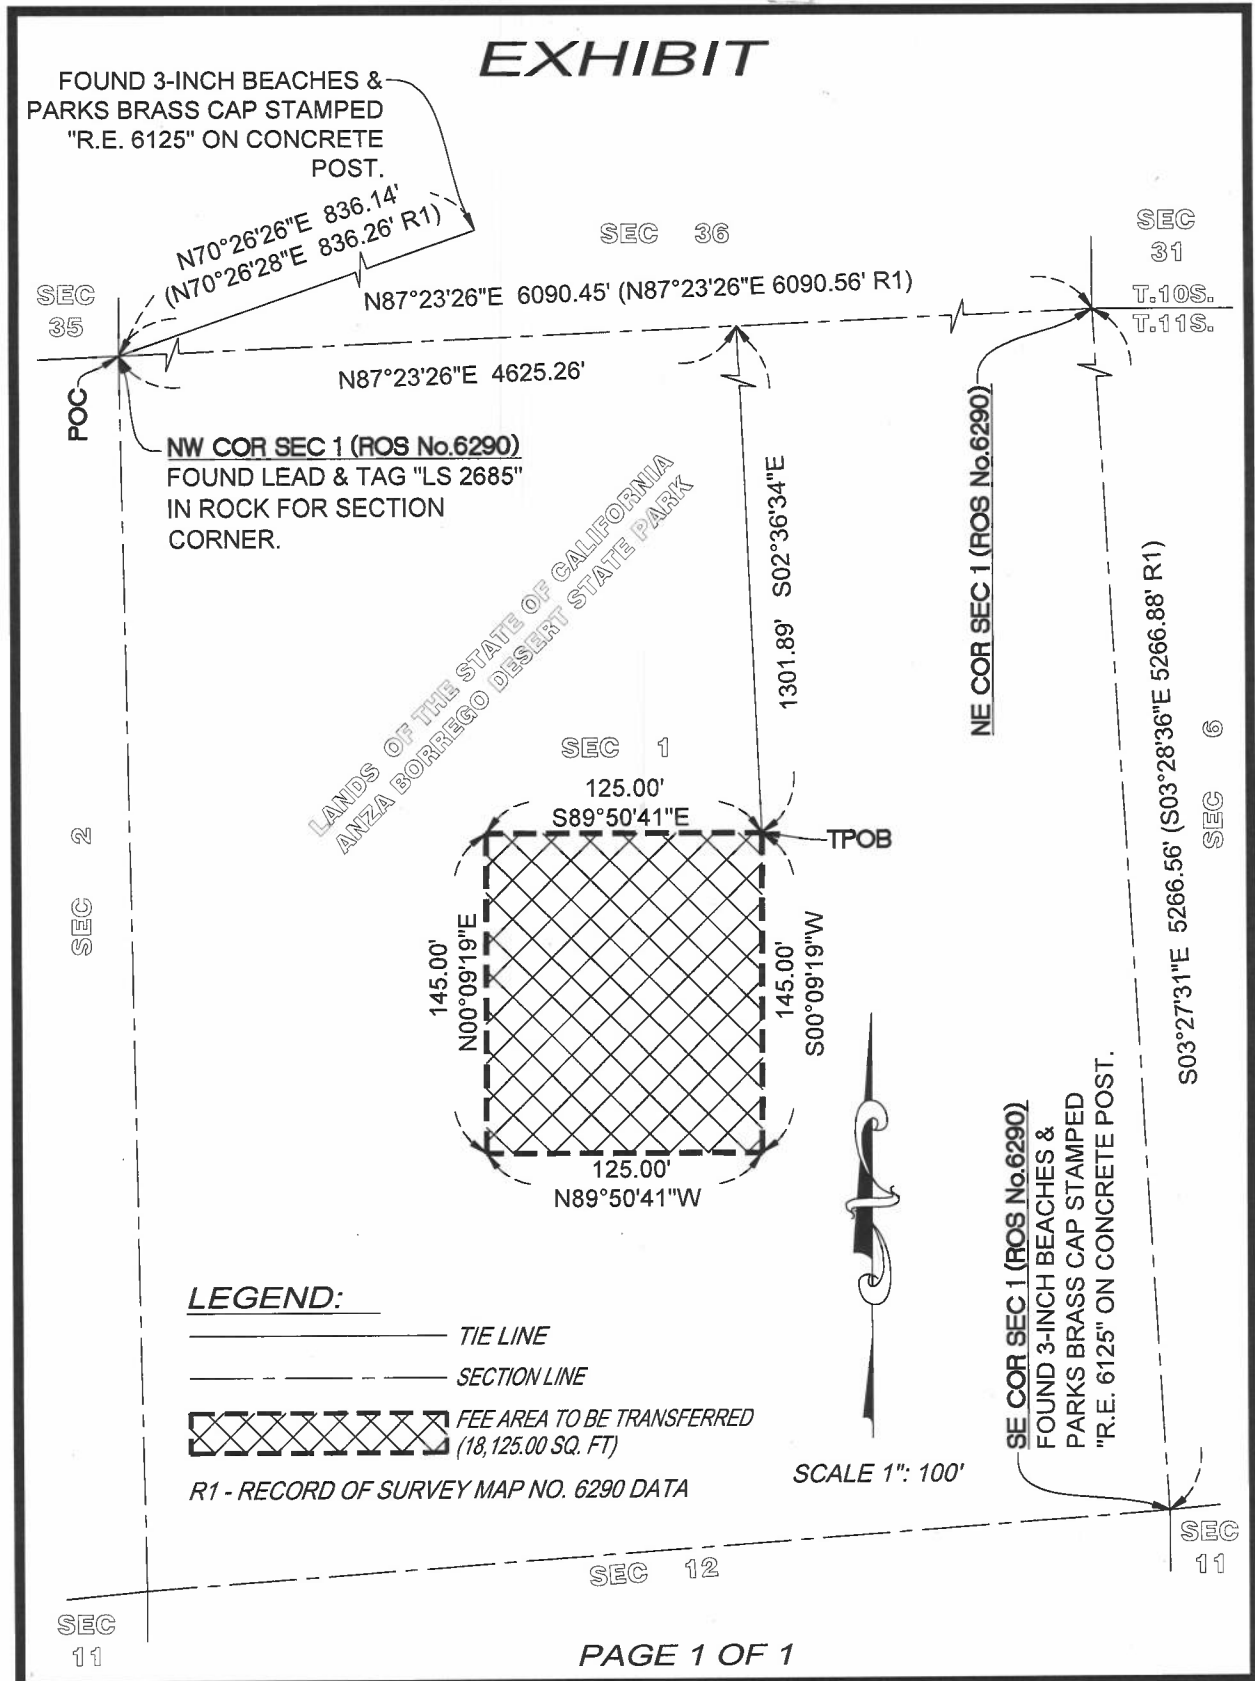 EXHIBIT
FOUND 3-INCH BEACHES &
PARKS BRASS CAP STAMPED
"R.E. 6125" ON CONCRETE
POST.
N70°26'26"E 836.14'
(N70°26'28"E 836.26' R1)
SEC 36
SEC
31
T.10S.
T.11S.
SEC
35
N87°23'26"E 6090.45' (N87°23'26"E 6090.56' R1)
N87°23'26"E 4625.26'
POC
NW COR SEC 1 (ROS No.6290)
FOUND LEAD & TAG "LS 2685"
IN ROCK FOR SECTION
CORNER.
LANDS OF THE STATE OF CALIFORNIA
ANZA BORREGO DESERT STATE PARK
1301.89' S02°36'34"E
NE COR SEC 1 (ROS No.6290)
S03°27'31"E 5266.56' (S03°28'36"E 5266.88' R1)
SEC 6
SEC 1
SEC 2
125.00'
S89°50'41"E
TPOB
145.00'
N00°09'19"E
145.00'
S00°09'19"W
125.00'
N89°50'41"W
SE COR SEC 1 (ROS No.6290)
FOUND 3-INCH BEACHES &
PARKS BRASS CAP STAMPED
"R.E. 6125" ON CONCRETE POST.
LEGEND:
TIE LINE
SECTION LINE
FEE AREA TO BE TRANSFERRED
(18,125.00 SQ. FT)
R1 - RECORD OF SURVEY MAP NO. 6290 DATA
SCALE 1": 100'
SEC 12
SEC
11
SEC
11
PAGE 1 OF 1